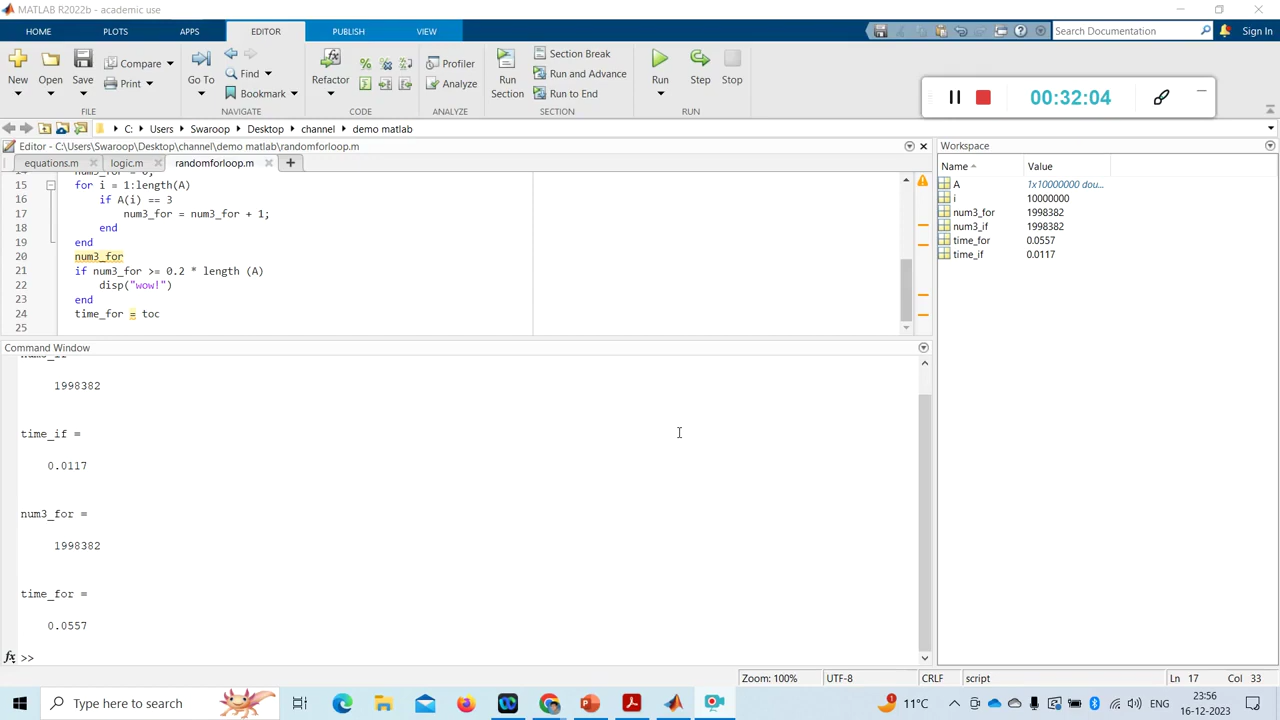 MATLAB R2022b - academic use
HOME PLOTS APPS EDITOR PUBLISH VIEW
Search Documentation
Sign In
New Open Save
Compare
Print
FILE
Go To
Find
Bookmark
NAVIGATE
Refactor
CODE
Profiler
Analyze
ANALYZE
Run Section
Section Break
Run and Advance
Run to End
SECTION
Run Step Stop
RUN
00:32:04
C: ▸ Users ▸ Swaroop ▸ Desktop ▸ channel ▸ demo matlab
Editor - C:\Users\Swaroop\Desktop\channel\demo matlab\randomforloop.m
equations.m logic.m randomforloop.m
14 num3_for = 0;
15 for i = 1:length(A)
16 if A(i) == 3
17 num3_for = num3_for + 1;
18 end
19 end
20 num3_for
21 if num3_for >= 0.2 * length (A)
22 disp("wow!")
23 end
24 time_for = toc
25
Command Window
1998382
time_if =
0.0117
num3_for =
1998382
time_for =
0.0557
fx >>
Workspace
Name Value
A 1x10000000 dou...
i 10000000
num3_for 1998382
num3_if 1998382
time_for 0.0557
time_if 0.0117
Zoom: 100% UTF-8 CRLF script Ln 17 Col 33
Type here to search
11°C
ENG
23:56
16-12-2023